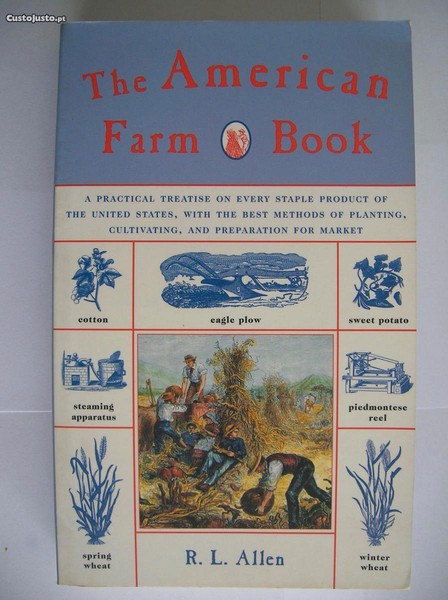 CustoJusto.pt
The American
Farm Book
A PRACTICAL TREATISE ON EVERY STAPLE PRODUCT OF
THE UNITED STATES, WITH THE BEST METHODS OF PLANTING,
CULTIVATING, AND PREPARATION FOR MARKET
cotton
eagle plow
sweet potato
steaming
apparatus
piedmontese
reel
spring
wheat
winter
wheat
R. L. Allen